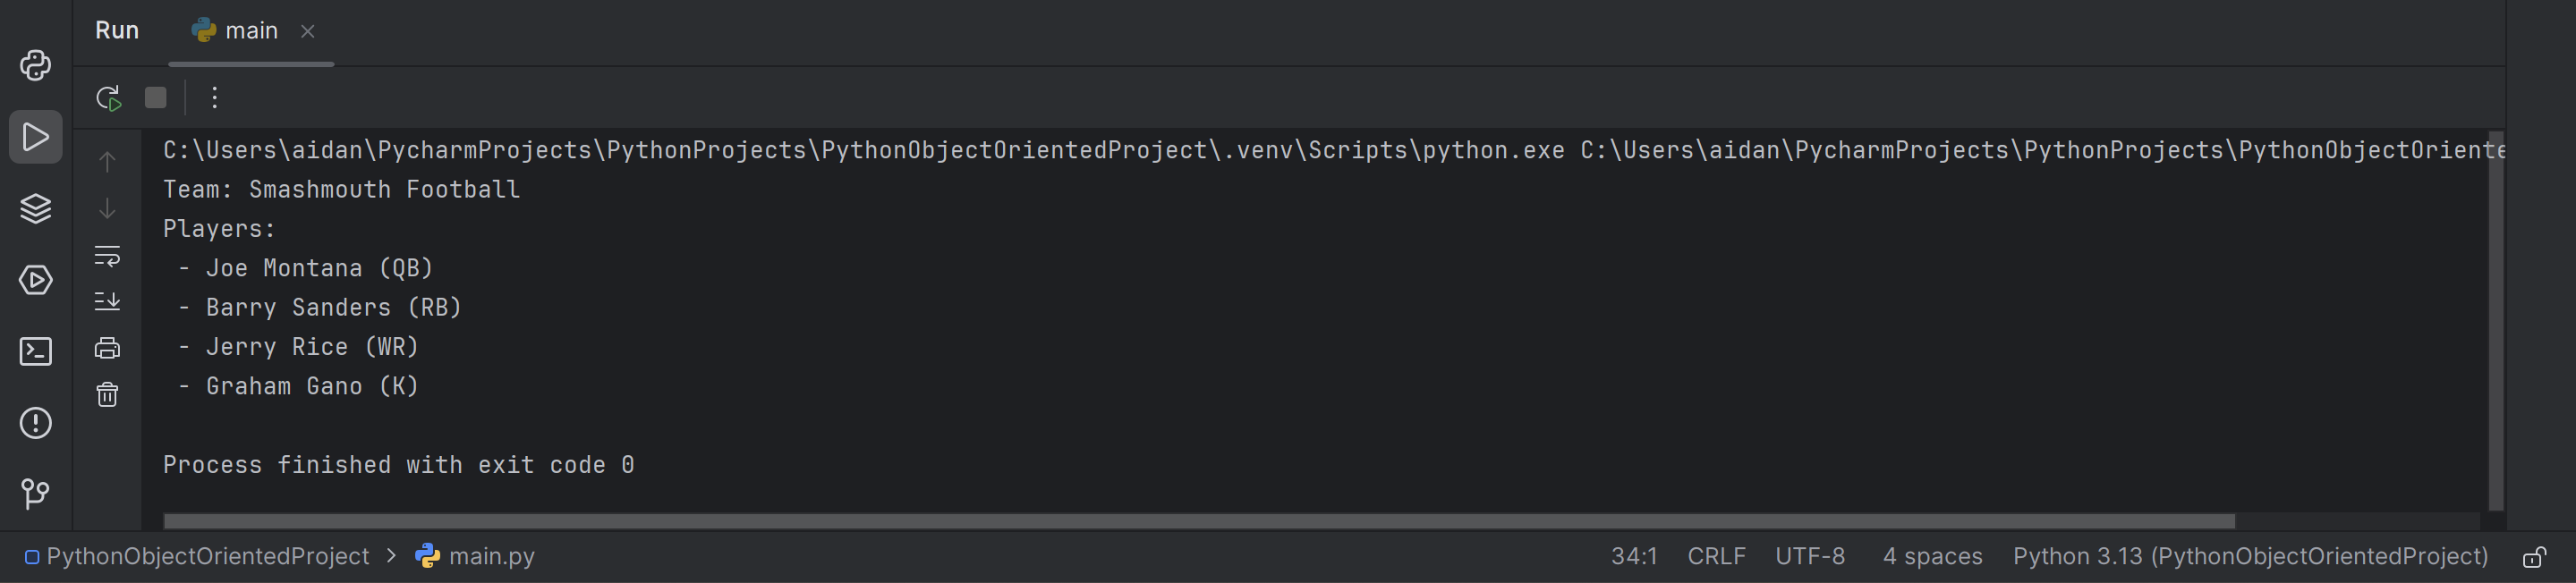 Run main
C:\Users\aidan\PycharmProjects\PythonProjects\PythonObjectOrientedProject\.venv\Scripts\python.exe C:\Users\aidan\PycharmProjects\PythonProjects\PythonObjectOriente
Team: Smashmouth Football
Players:
 - Joe Montana (QB)
 - Barry Sanders (RB)
 - Jerry Rice (WR)
 - Graham Gano (K)
Process finished with exit code 0
PythonObjectOrientedProject > main.py 34:1 CRLF UTF-8 4 spaces Python 3.13 (PythonObjectOrientedProject)